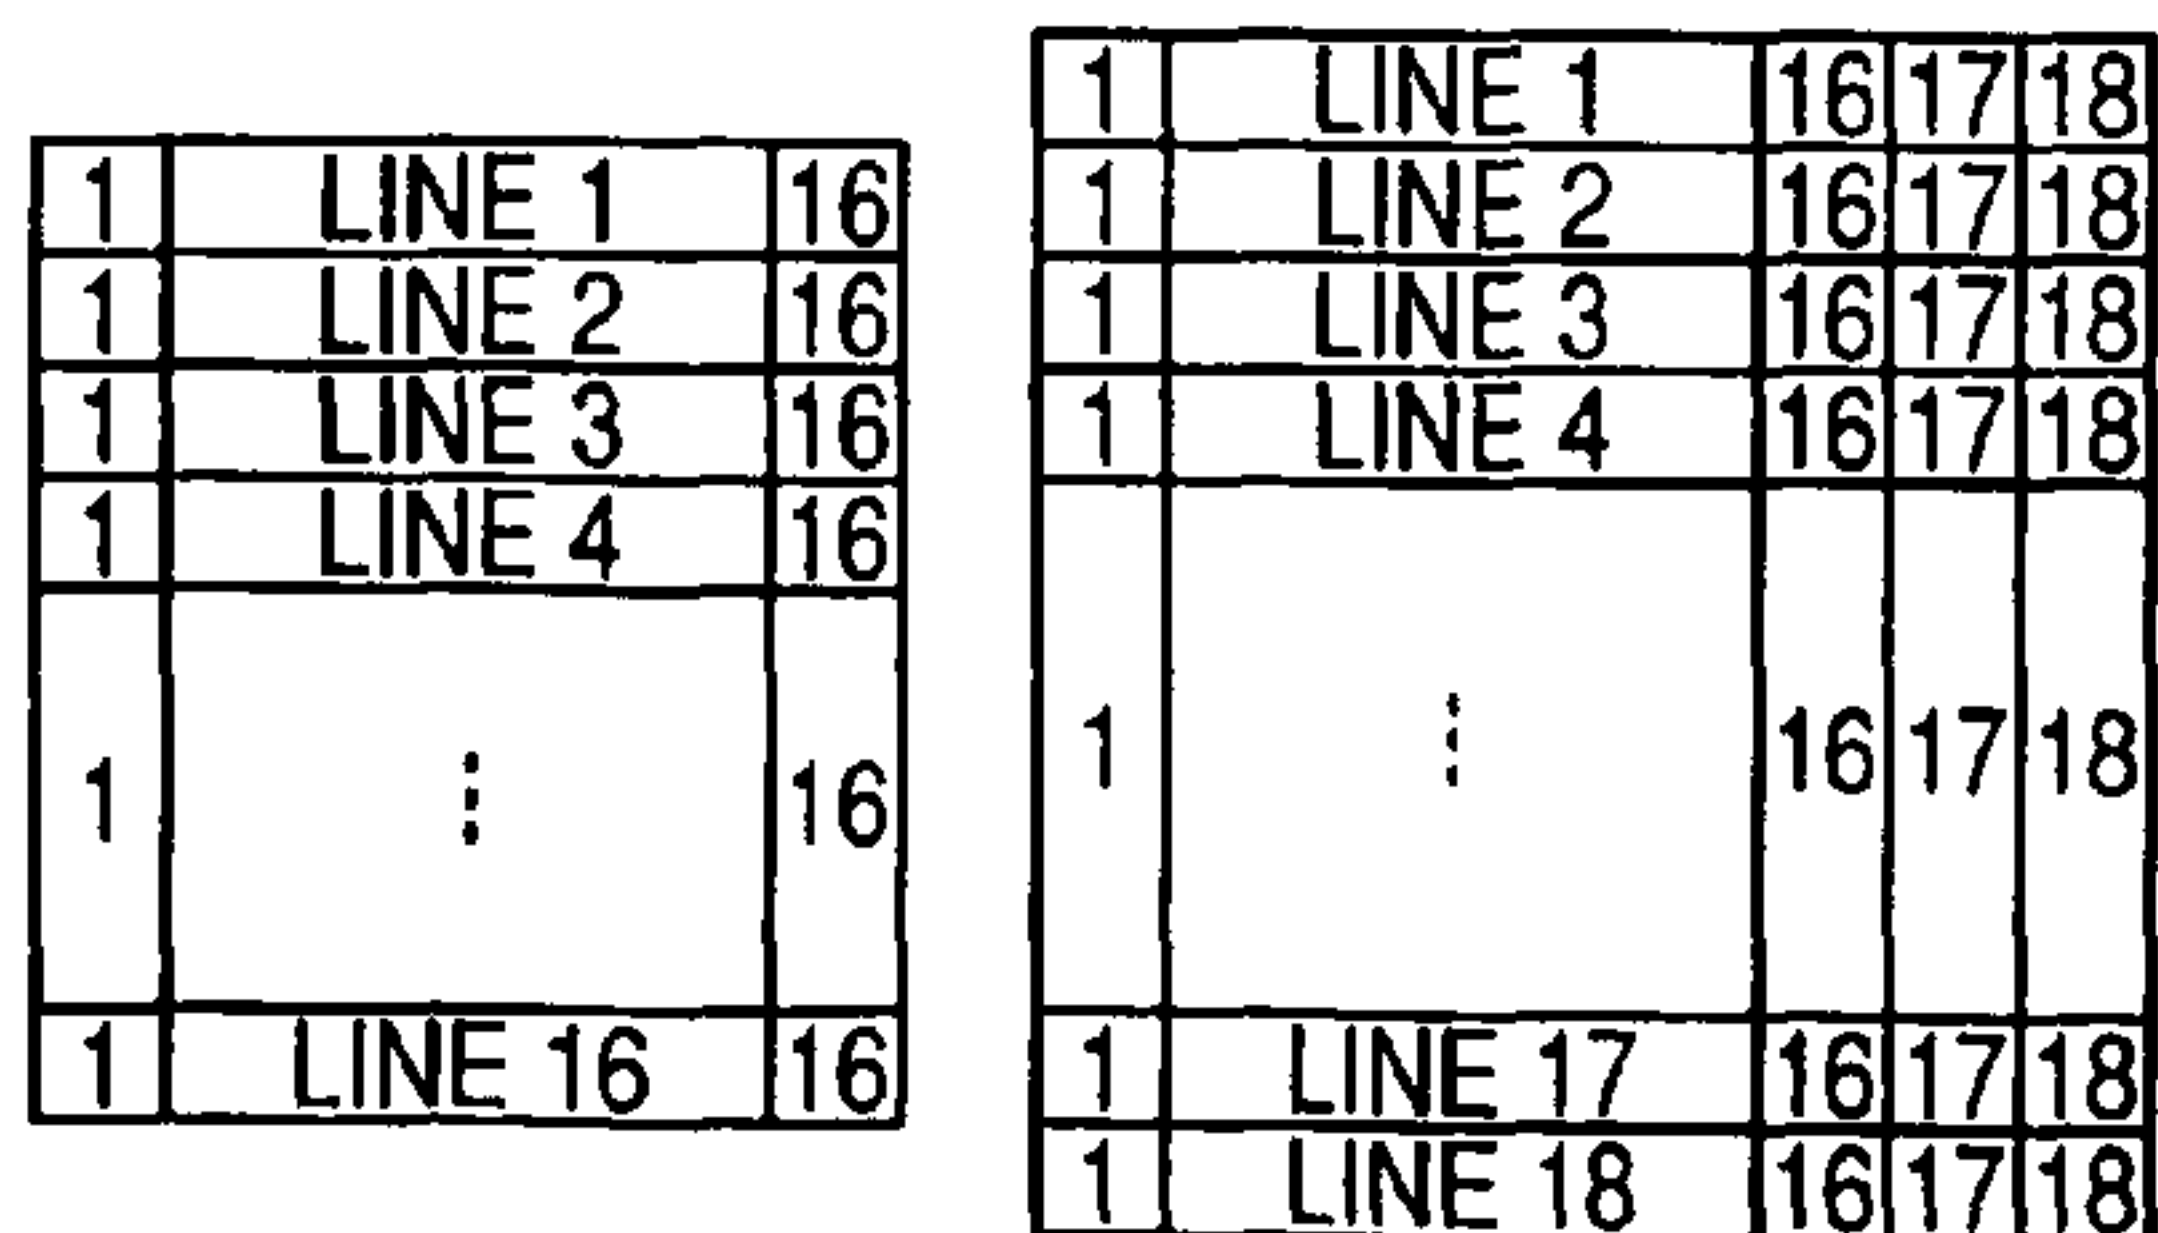 1 LINE 1 16
1 LINE 2 16
1 LINE 3 16
1 LINE 4 16
1 ⋮ 16
1 LINE 16 16
1 LINE 1 16 17 18
1 LINE 2 16 17 18
1 LINE 3 16 17 18
1 LINE 4 16 17 18
1 ⋮ 16 17 18
1 LINE 17 16 17 18
1 LINE 18 16 17 18